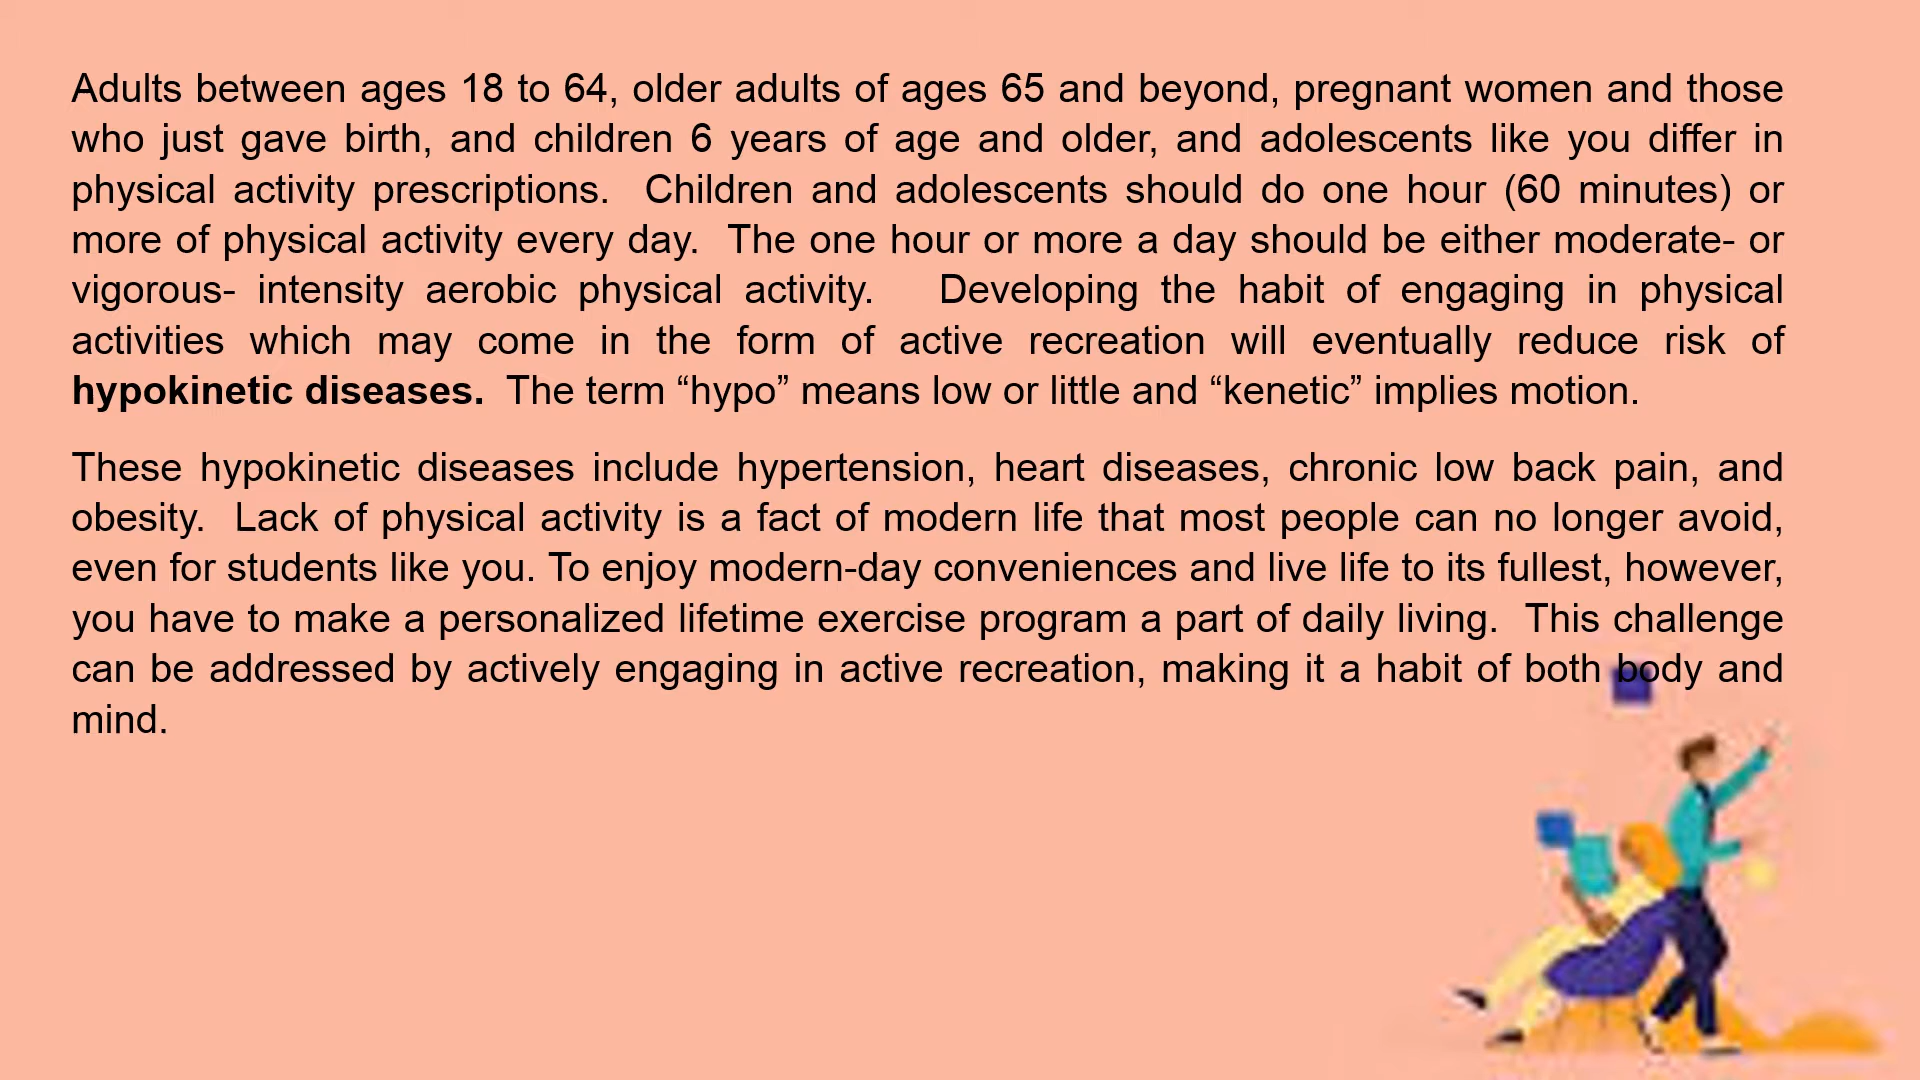 Adults between ages 18 to 64, older adults of ages 65 and beyond, pregnant women and those
who just gave birth, and children 6 years of age and older, and adolescents like you differ in
physical activity prescriptions.  Children and adolescents should do one hour (60 minutes) or
more of physical activity every day.  The one hour or more a day should be either moderate- or
vigorous- intensity aerobic physical activity.   Developing the habit of engaging in physical
activities which may come in the form of active recreation will eventually reduce risk of
hypokinetic diseases.  The term “hypo” means low or little and “kenetic” implies motion.
These hypokinetic diseases include hypertension, heart diseases, chronic low back pain, and
obesity.  Lack of physical activity is a fact of modern life that most people can no longer avoid,
even for students like you. To enjoy modern-day conveniences and live life to its fullest, however,
you have to make a personalized lifetime exercise program a part of daily living.  This challenge
can be addressed by actively engaging in active recreation, making it a habit of both body and
mind.